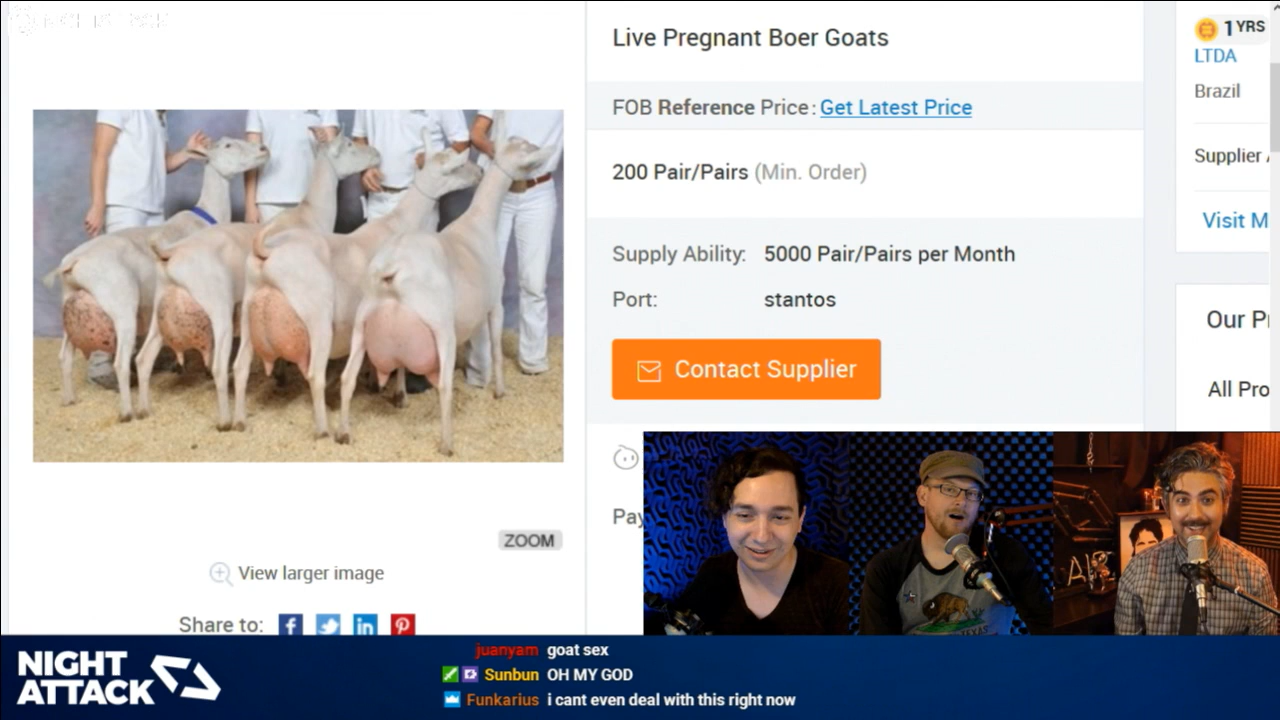 Live Pregnant Boer Goats
FOB Reference Price: Get Latest Price
200 Pair/Pairs (Min. Order)
Supply Ability: 5000 Pair/Pairs per Month
Port: stantos
Contact Supplier
Pay
1 YRS
LTDA
Brazil
Supplier
Visit M
Our P
All Pro
ZOOM
View larger image
Share to:
AIR
NIGHT
ATTACK
juanyam goat sex
Sunbun OH MY GOD
Funkarius i cant even deal with this right now